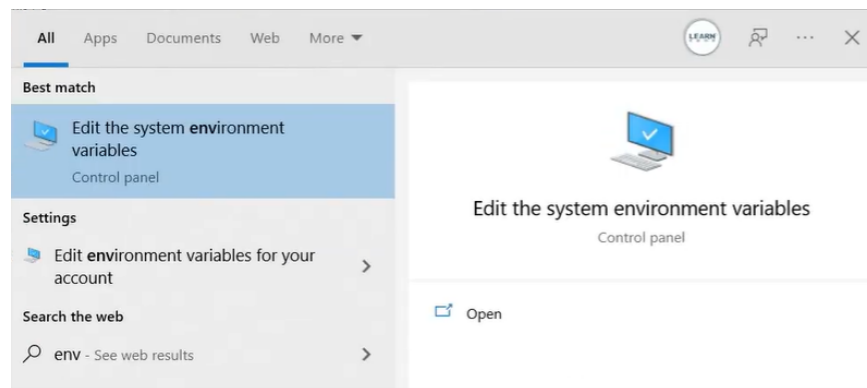 All Apps Documents Web More
LEARN
Best match
Edit the system environment
variables
Control panel
Settings
Edit environment variables for your
account
Search the web
env - See web results
Edit the system environment variables
Control panel
Open